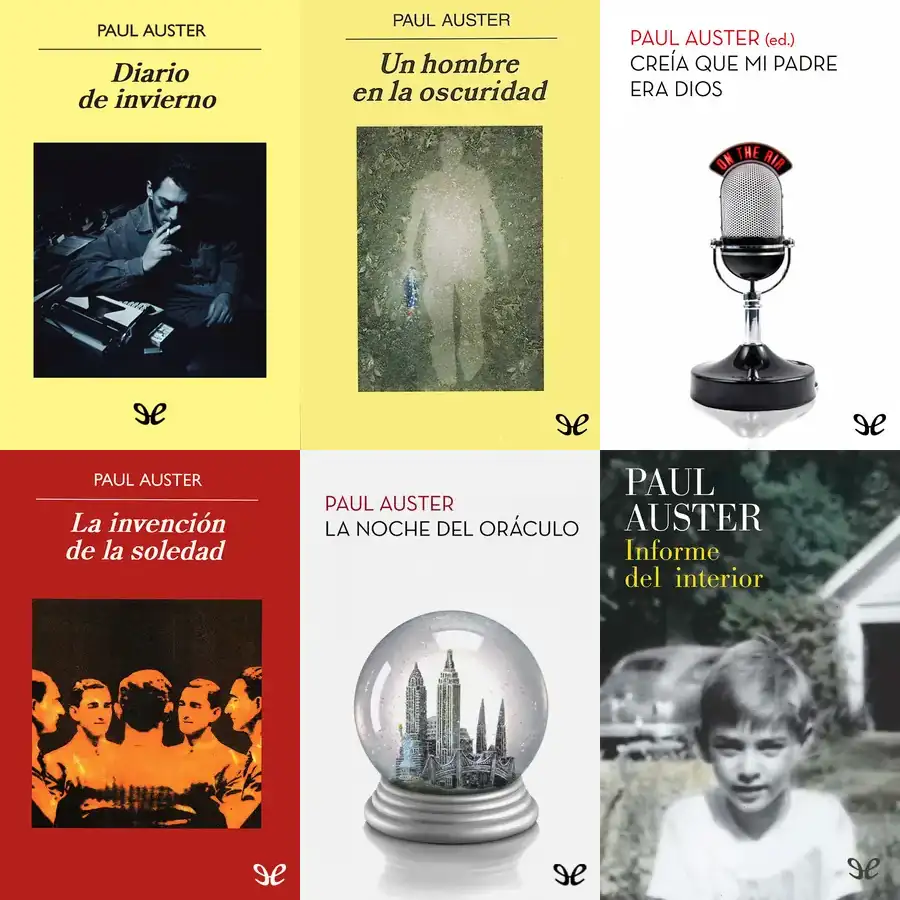 PAUL AUSTER
Diario
de invierno
PAUL AUSTER
Un hombre
en la oscuridad
PAUL AUSTER (ed.)
CREÍA QUE MI PADRE
ERA DIOS
ON THE AIR
PAUL AUSTER
La invención
de la soledad
PAUL AUSTER
LA NOCHE DEL ORÁCULO
PAUL
AUSTER
Informe
del interior